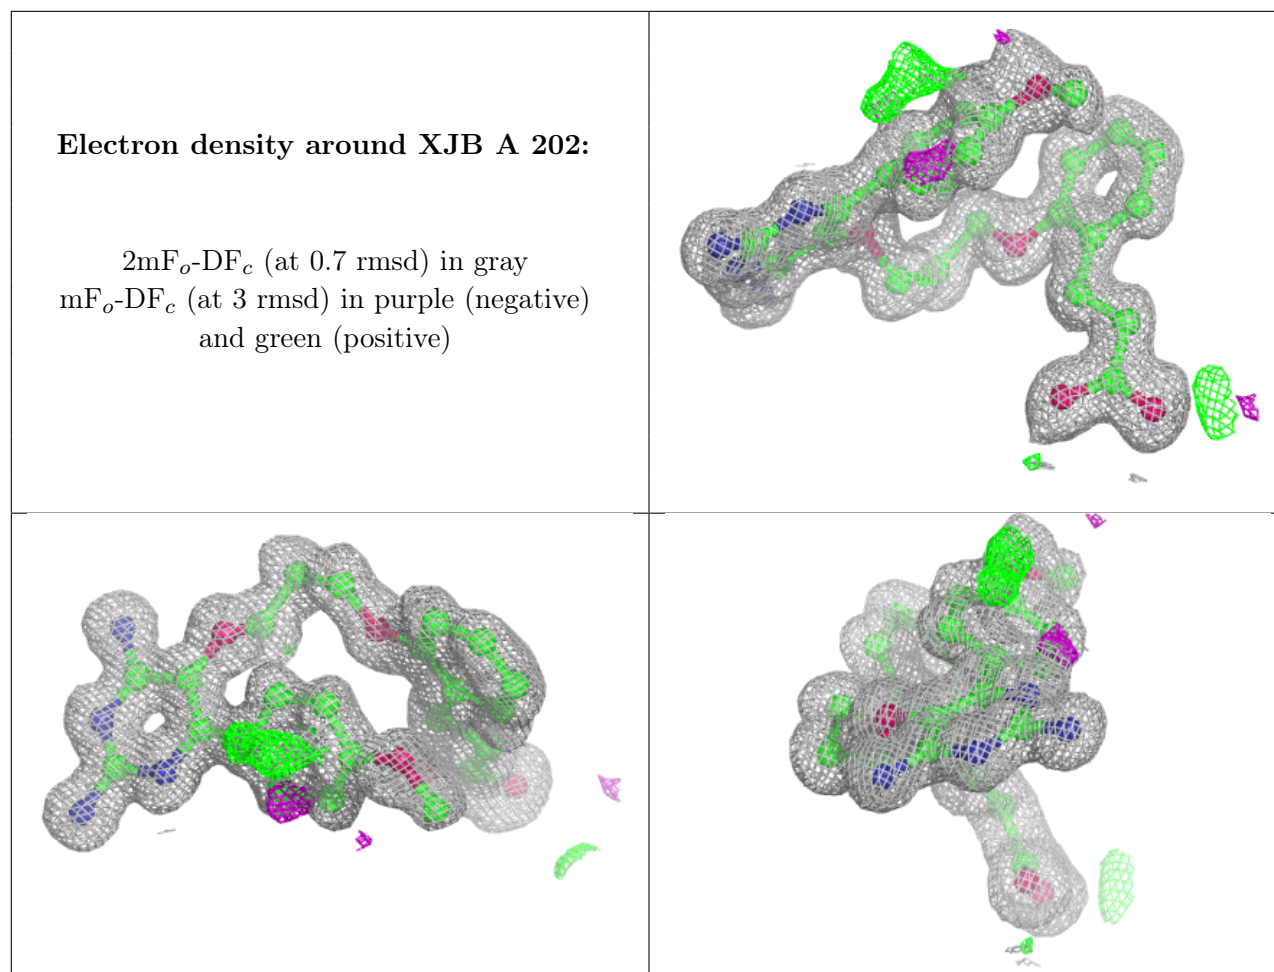 Electron density around XJB A 202:
2mFo-DFc (at 0.7 rmsd) in gray
mFo-DFc (at 3 rmsd) in purple (negative)
and green (positive)